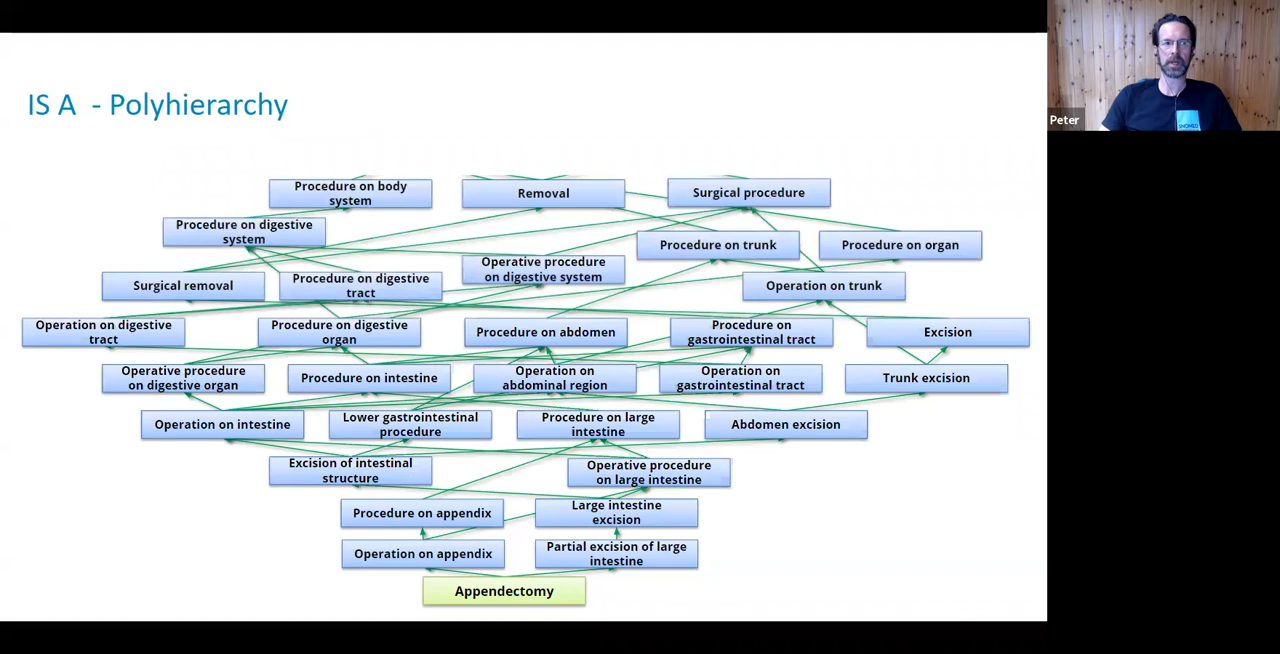 IS A - Polyhierarchy
Peter
SNOMED
Procedure on body
system
Removal
Surgical procedure
Procedure on digestive
system
Procedure on trunk
Procedure on organ
Operative procedure
on digestive system
Surgical removal
Procedure on digestive
tract
Operation on trunk
Operation on digestive
tract
Procedure on digestive
organ
Procedure on abdomen
Procedure on
gastrointestinal tract
Excision
Operative procedure
on digestive organ
Procedure on intestine
Operation on
abdominal region
Operation on
gastrointestinal tract
Trunk excision
Operation on intestine
Lower gastrointestinal
procedure
Procedure on large
intestine
Abdomen excision
Excision of intestinal
structure
Operative procedure
on large intestine
Procedure on appendix
Large intestine
excision
Operation on appendix
Partial excision of large
intestine
Appendectomy